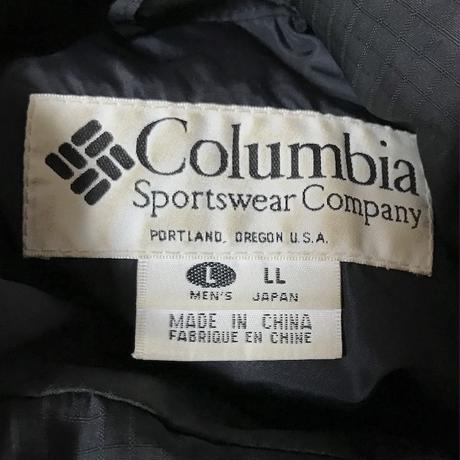 Columbia
Sportswear Company
PORTLAND, OREGON U.S.A.
L LL
MEN'S JAPAN
MADE IN CHINA
FABRIQUE EN CHINE